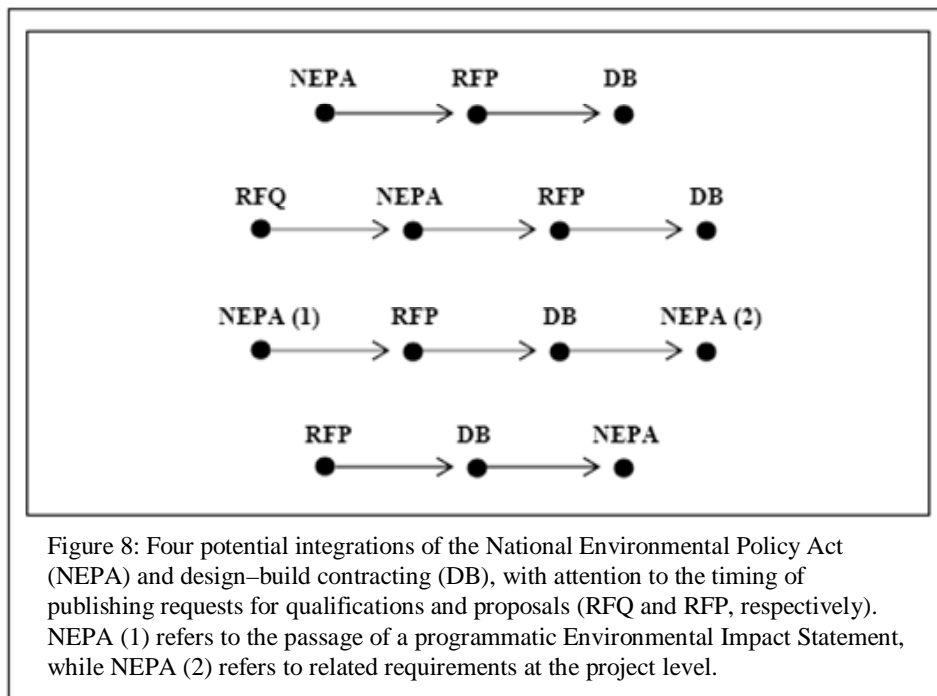 NEPA RFP DB
RFQ NEPA RFP DB
NEPA (1) RFP DB NEPA (2)
RFP DB NEPA
Figure 8: Four potential integrations of the National Environmental Policy Act
(NEPA) and design–build contracting (DB), with attention to the timing of
publishing requests for qualifications and proposals (RFQ and RFP, respectively).
NEPA (1) refers to the passage of a programmatic Environmental Impact Statement,
while NEPA (2) refers to related requirements at the project level.